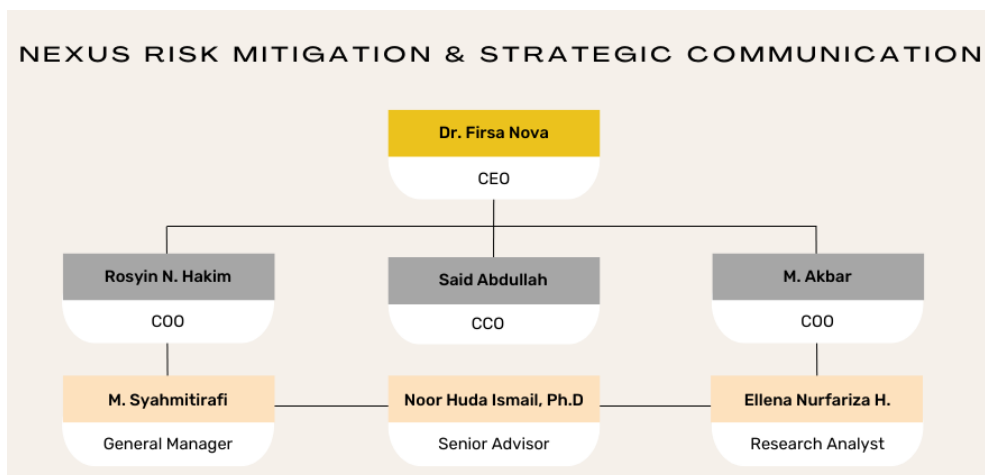 NEXUS RISK MITIGATION & STRATEGIC COMMUNICATION
Dr. Firsa Nova
CEO
Rosyin N. Hakim
COO
Said Abdullah
CCO
M. Akbar
COO
M. Syahmitirafi
General Manager
Noor Huda Ismail, Ph.D
Senior Advisor
Ellena Nurfariza H.
Research Analyst